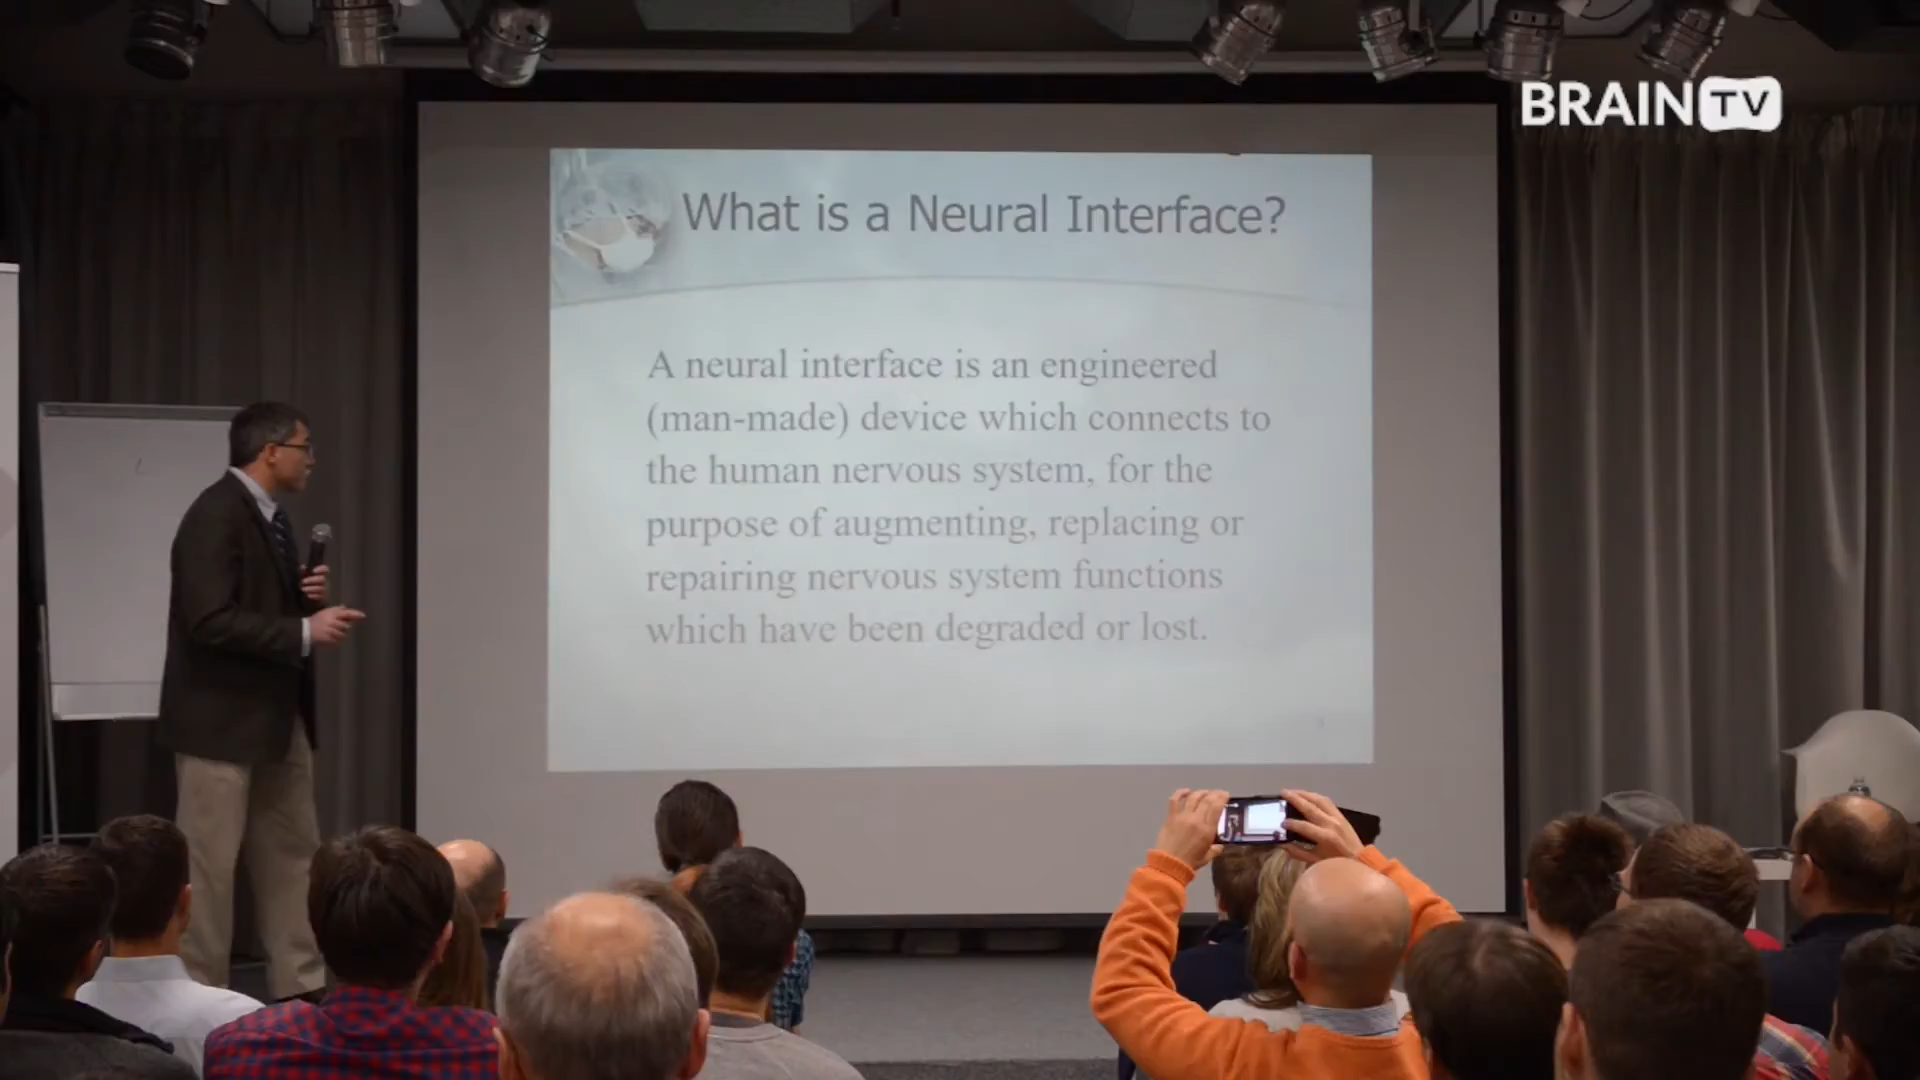 BRAIN TV
What is a Neural Interface?
A neural interface is an engineered
(man-made) device which connects to
the human nervous system, for the
purpose of augmenting, replacing or
repairing nervous system functions
which have been degraded or lost.